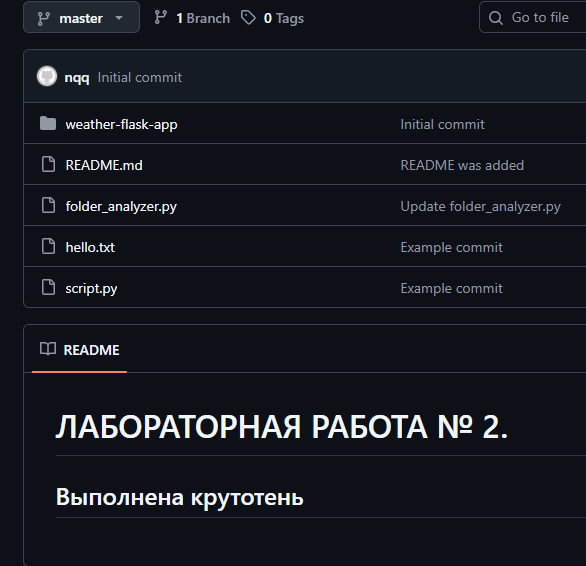 master 1 Branch 0 Tags Go to file
nqq Initial commit
weather-flask-app Initial commit
README.md README was added
folder_analyzer.py Update folder_analyzer.py
hello.txt Example commit
script.py Example commit
README
ЛАБОРАТОРНАЯ РАБОТА № 2.
Выполнена крутотень